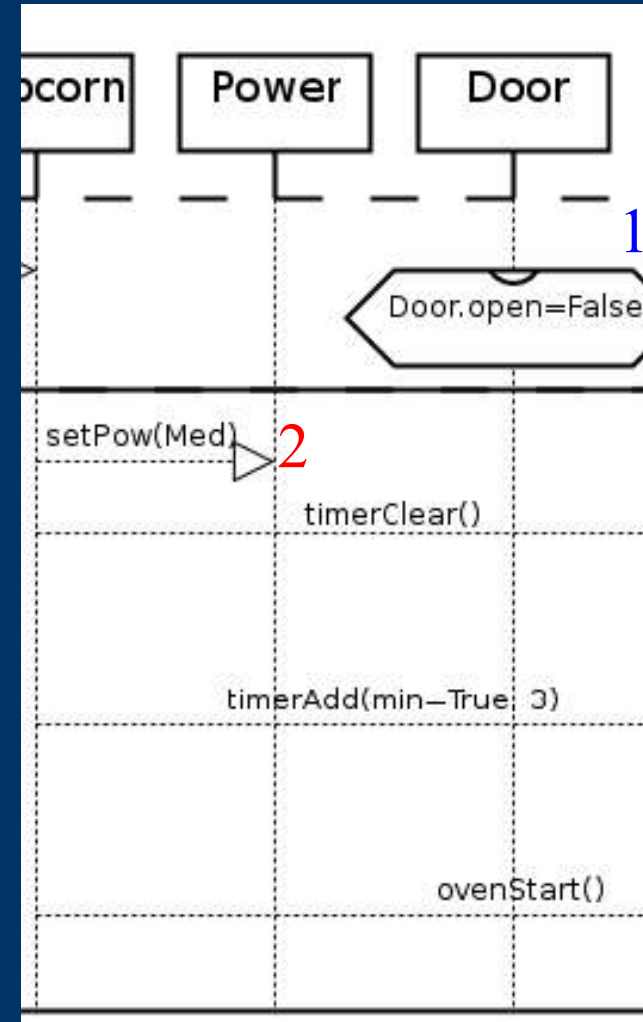 pcorn Power Door
1
Door.open=False
setPow(Med) 2
timerClear()
timerAdd(min-True, 3)
ovenStart()